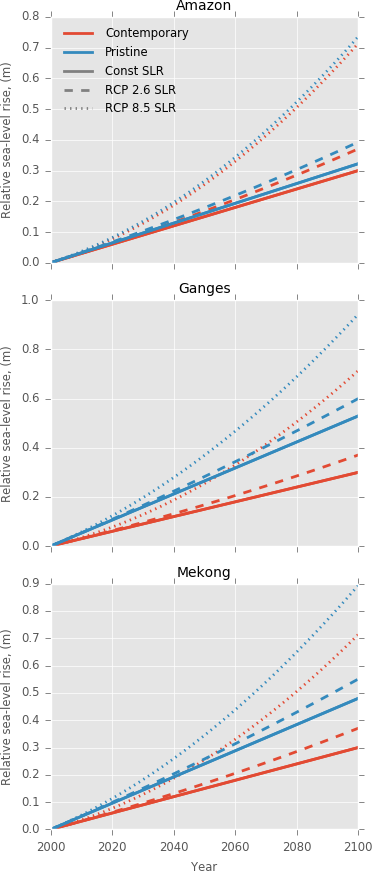 Amazon
0.8
0.7
0.6
0.5
0.4
0.3
0.2
0.1
0.0
Relative sea-level rise, (m)
Contemporary
Pristine
Const SLR
RCP 2.6 SLR
RCP 8.5 SLR
Ganges
1.0
0.8
0.6
0.4
0.2
0.0
Relative sea-level rise, (m)
Mekong
0.9
0.8
0.7
0.6
0.5
0.4
0.3
0.2
0.1
0.0
Relative sea-level rise, (m)
2000 2020 2040 2060 2080 2100
Year